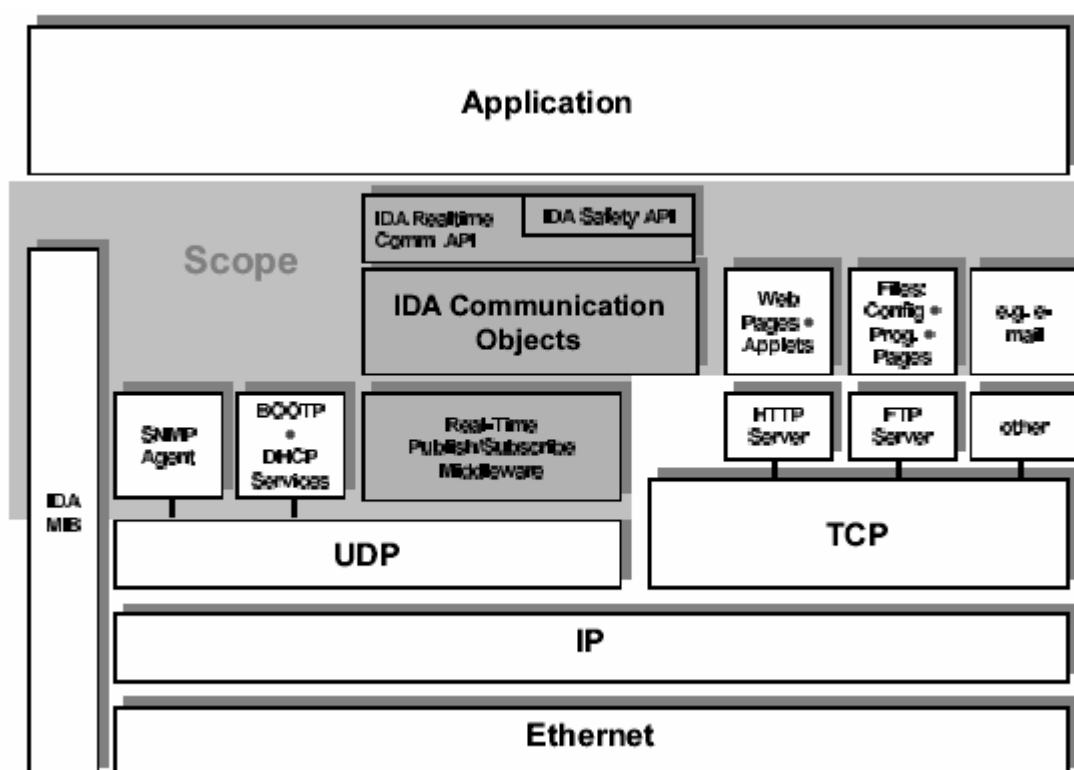 Application
IDA Realtime
Comm. API
IDA Safety API
Scope
IDA Communication
Objects
Web
Pages •
Applets
Files:
Config •
Prog. •
Pages
e.g. e-
mail
SNMP
Agent
BOOTP
•
DHCP
Services
Real-Time
Publish/Subscribe
Middleware
HTTP
Server
FTP
Server
other
IDA
MIB
UDP
TCP
IP
Ethernet